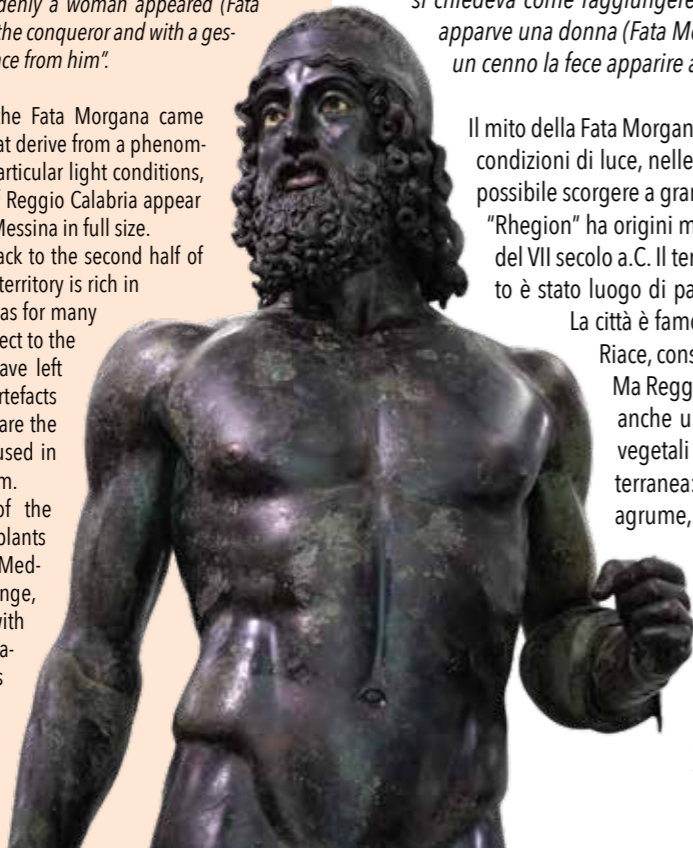 denly a woman appeared (Fata
the conqueror and with a ges-
ce from him".
the Fata Morgana came
at derive from a phenom-
articular light conditions,
Reggio Calabria appear
Messina in full size.
ack to the second half of
territory is rich in
as for many
ect to the
ave left
rtefacts
are the
used in
m.
of the
plants
Med-
nge,
with
a-
s
si chiedeva come raggiungere
apparve una donna (Fata Mo
un cenno la fece apparire a
Il mito della Fata Morgan
condizioni di luce, nelle
possibile scorgere a gran
"Rhegion" ha origini m
del VII secolo a.C. Il ter
to è stato luogo di pa
La città è famo
Riace, cons
Ma Regg
anche u
vegetali
terranea:
agrume,